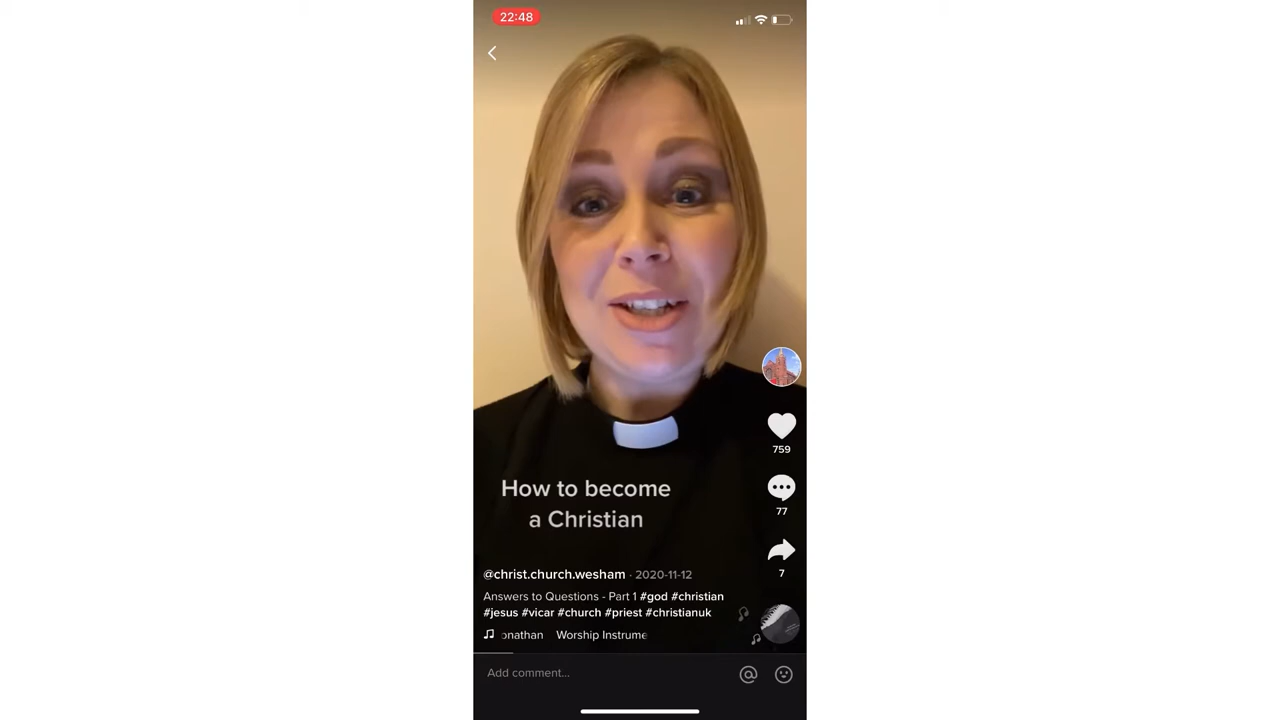 22:48
How to become
a Christian
@christ.church.wesham · 2020-11-12
Answers to Questions - Part 1 #god #christian
#jesus #vicar #church #priest #christianuk
onathan Worship Instrume
759
77
7
Add comment...